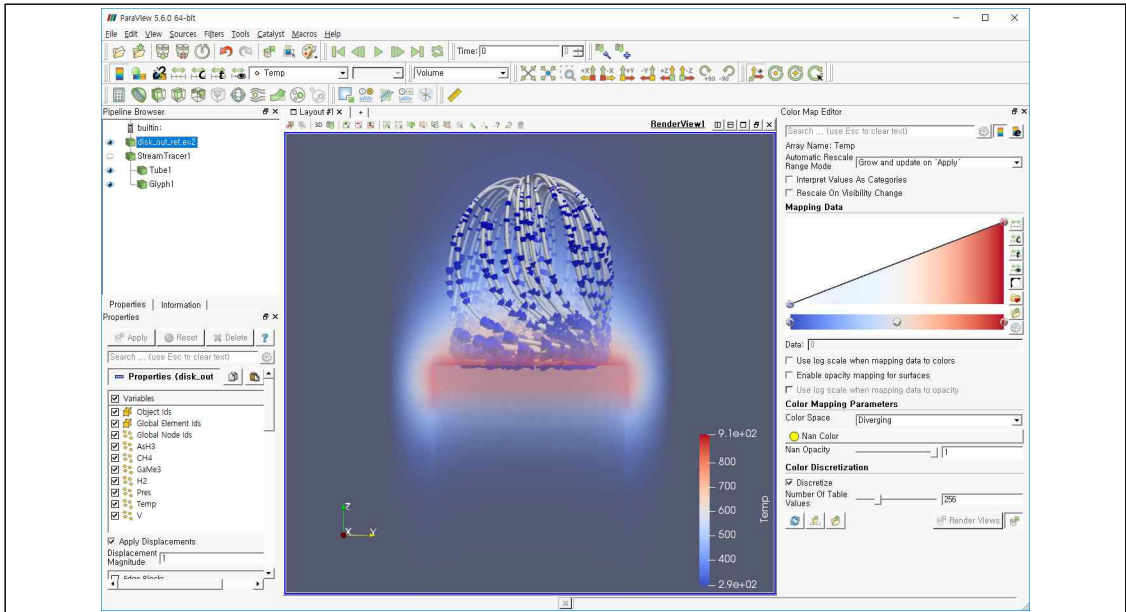 ParaView 5.6.0 64-bit
File Edit View Sources Filters Tools Catalyst Macros Help
Time: 0 0
Temp Volume +X -X +Y -Y +Z -Z +90 -90
Pipeline Browser
builtin:
disk_out_ref.ex2
StreamTracer1
Tube1
Glyph1
Properties Information
Properties
Apply Reset Delete ?
Search ... (use Esc to clear text)
Properties (disk_out
Variables
Object Ids
Global Element Ids
Global Node Ids
AsH3
CH4
GaMe3
H2
Pres
Temp
V
Apply Displacements
Displacement
Magnitude 1
Edge Blocks
Layout #1 × +
3D RenderView1
Z
X Y
9.1e+02
800
700
600
500
400
2.9e+02
Temp
Color Map Editor
Search ... (use Esc to clear text)
Array Name: Temp
Automatic Rescale
Range Mode Grow and update on 'Apply'
Interpret Values As Categories
Rescale On Visibility Change
Mapping Data
Data: 0
Use log scale when mapping data to colors
Enable opacity mapping for surfaces
Use log scale when mapping data to opacity
Color Mapping Parameters
Color Space Diverging
Nan Color
Nan Opacity 1
Color Discretization
Discretize
Number Of Table
Values 256
Render Views